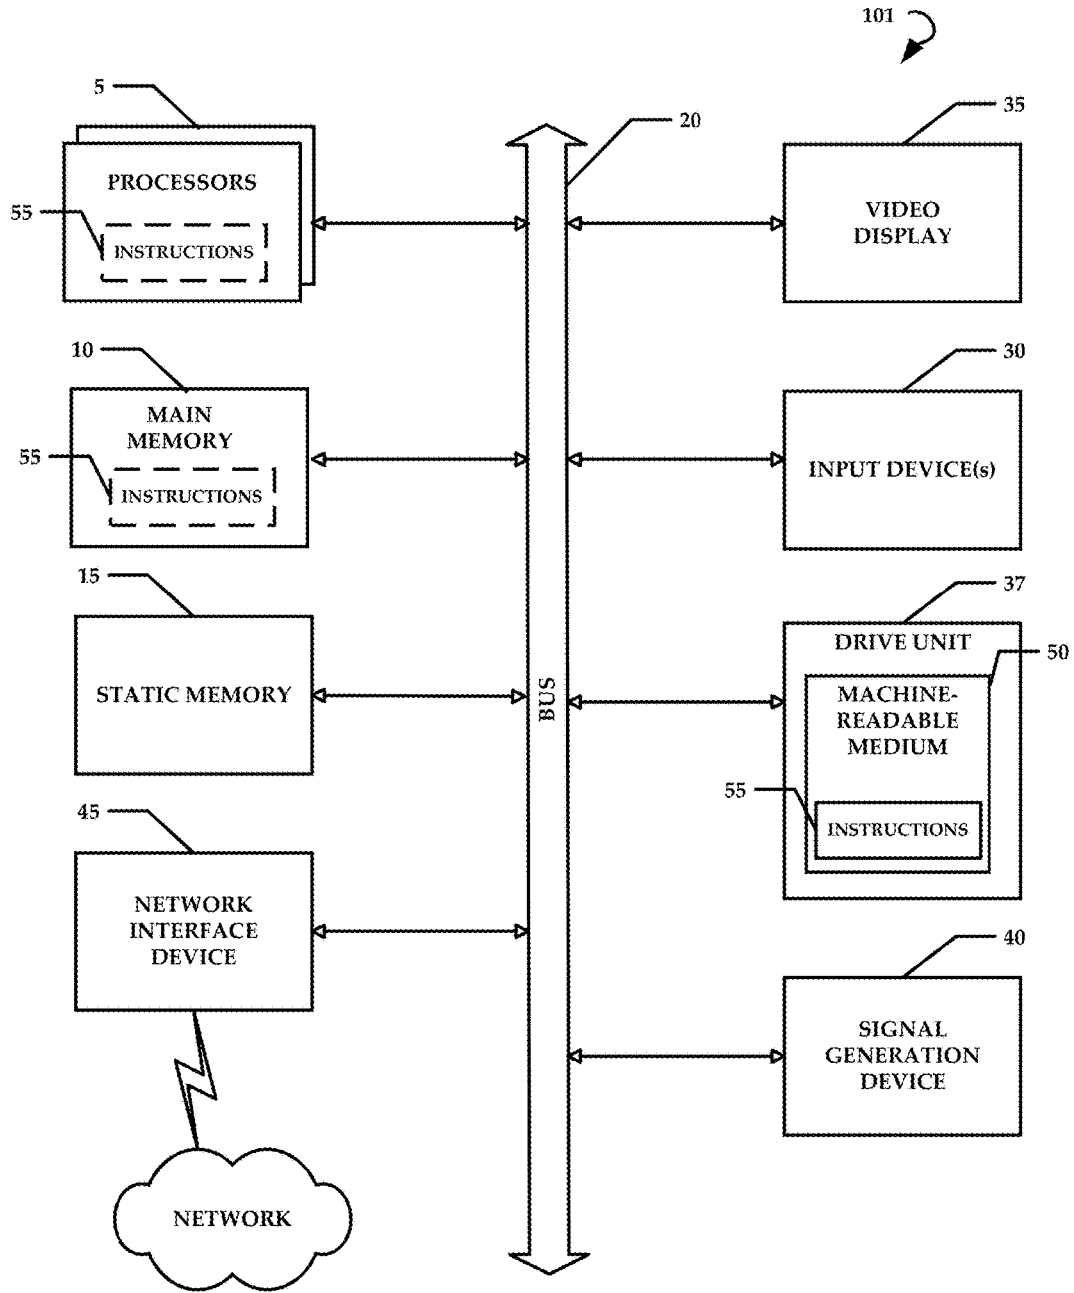 101
5
PROCESSORS
55
INSTRUCTIONS
10
MAIN
MEMORY
55
INSTRUCTIONS
15
STATIC MEMORY
45
NETWORK
INTERFACE
DEVICE
NETWORK
20
BUS
35
VIDEO
DISPLAY
30
INPUT DEVICE(s)
37
DRIVE UNIT
50
MACHINE-
READABLE
MEDIUM
55
INSTRUCTIONS
40
SIGNAL
GENERATION
DEVICE